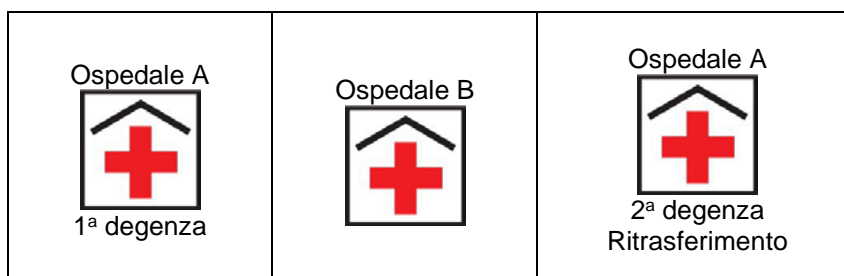 Ospedale A
1ª degenza
Ospedale B
Ospedale A
2ª degenza
Ritrasferimento